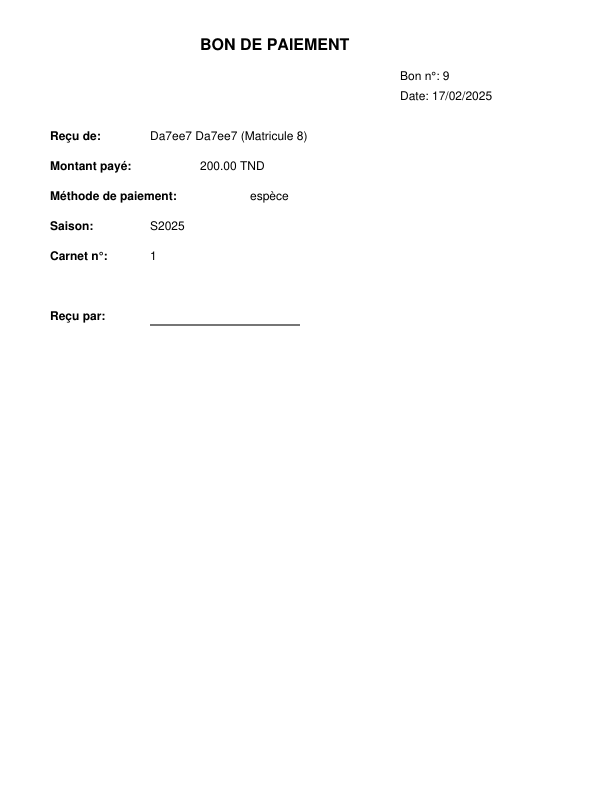 BON DE PAIEMENT
Bon n°: 9
Date: 17/02/2025
Reçu de: Da7ee7 Da7ee7 (Matricule 8)
Montant payé: 200.00 TND
Méthode de paiement: espèce
Saison: S2025
Carnet n°: 1
Reçu par: